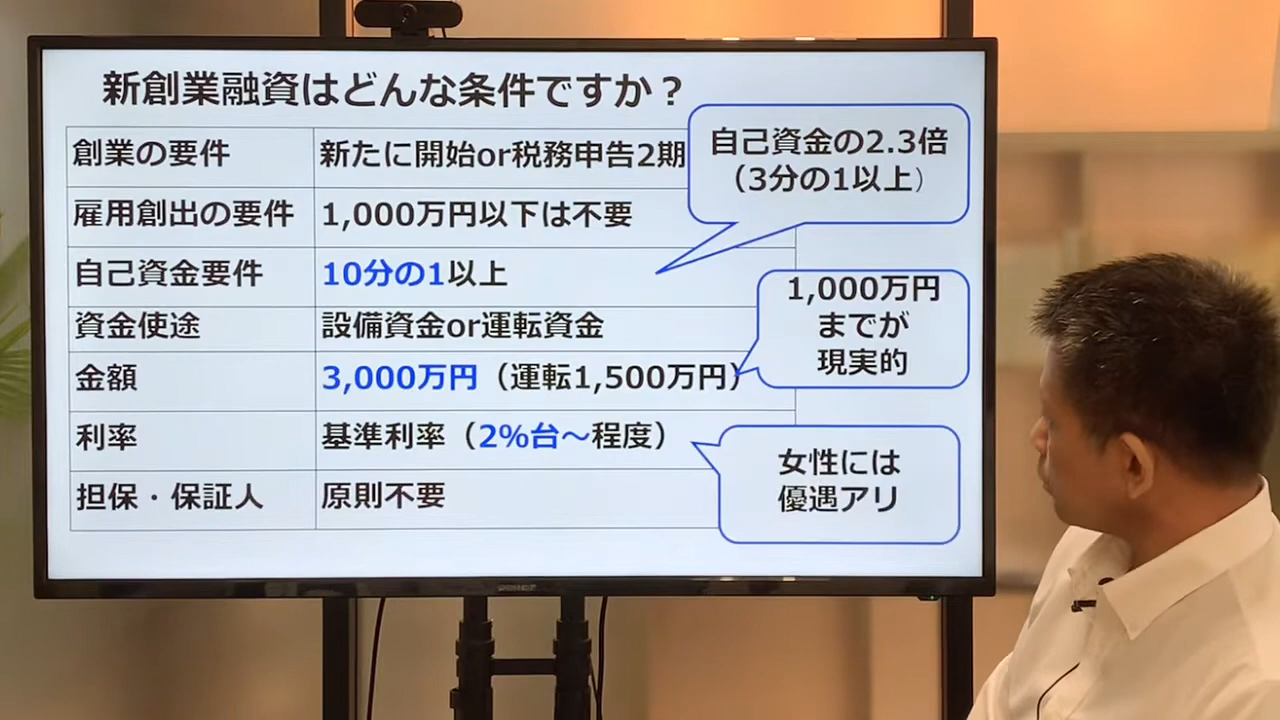 新創業融資はどんな条件ですか？
創業の要件 新たに開始or税務申告2期
雇用創出の要件 1,000万円以下は不要
自己資金要件 10分の1以上
資金使途 設備資金or運転資金
金額 3,000万円（運転1,500万円）
利率 基準利率（2%台～程度）
担保・保証人 原則不要
自己資金の2.3倍
（3分の1以上）
1,000万円
までが
現実的
女性には
優遇アリ